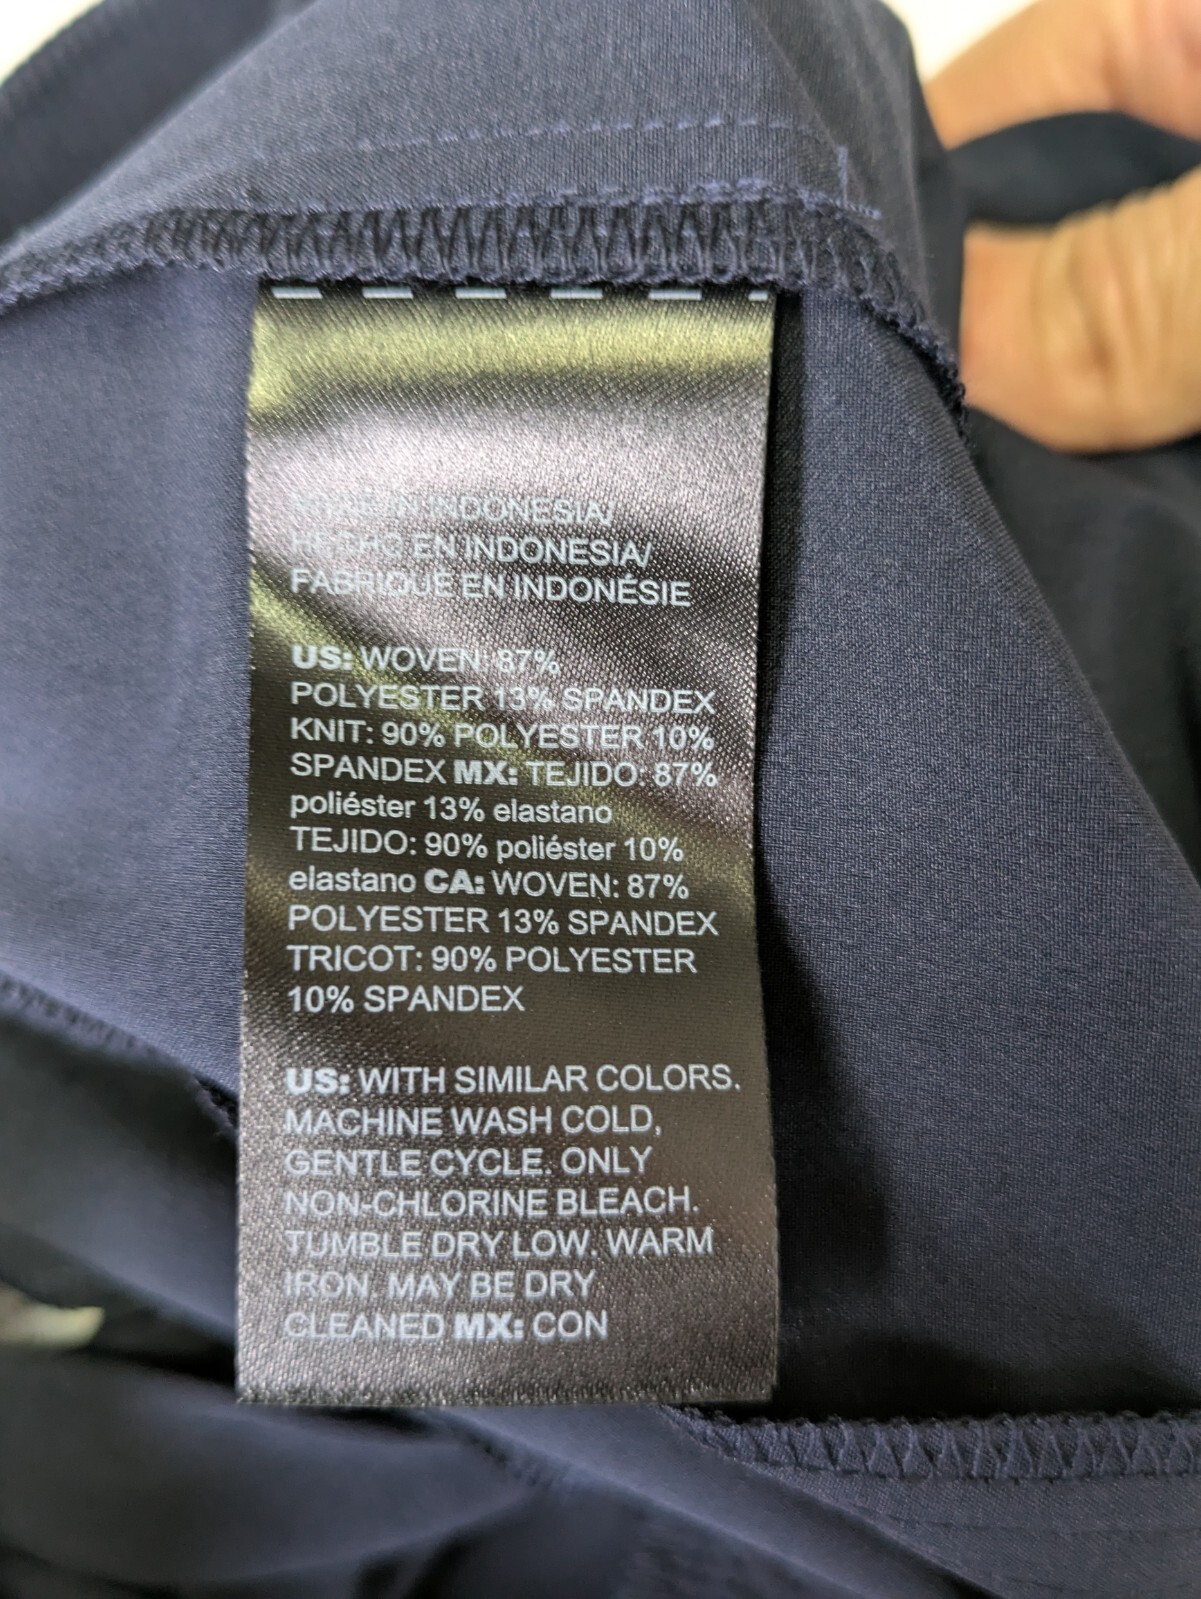 MADE IN INDONESIA/
HECHO EN INDONESIA/
FABRIQUÉ EN INDONÉSIE
US: WOVEN: 87%
POLYESTER 13% SPANDEX
KNIT: 90% POLYESTER 10%
SPANDEX MX: TEJIDO: 87%
poliéster 13% elastano
TEJIDO: 90% poliéster 10%
elastano CA: WOVEN: 87%
POLYESTER 13% SPANDEX
TRICOT: 90% POLYESTER
10% SPANDEX
US: WITH SIMILAR COLORS.
MACHINE WASH COLD,
GENTLE CYCLE. ONLY
NON-CHLORINE BLEACH.
TUMBLE DRY LOW. WARM
IRON. MAY BE DRY
CLEANED MX: CON